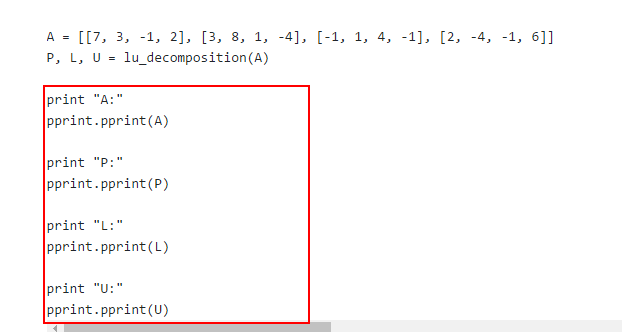 A = [[7, 3, -1, 2], [3, 8, 1, -4], [-1, 1, 4, -1], [2, -4, -1, 6]]
P, L, U = lu_decomposition(A)
print "A:"
pprint.pprint(A)
print "P:"
pprint.pprint(P)
print "L:"
pprint.pprint(L)
print "U:"
pprint.pprint(U)